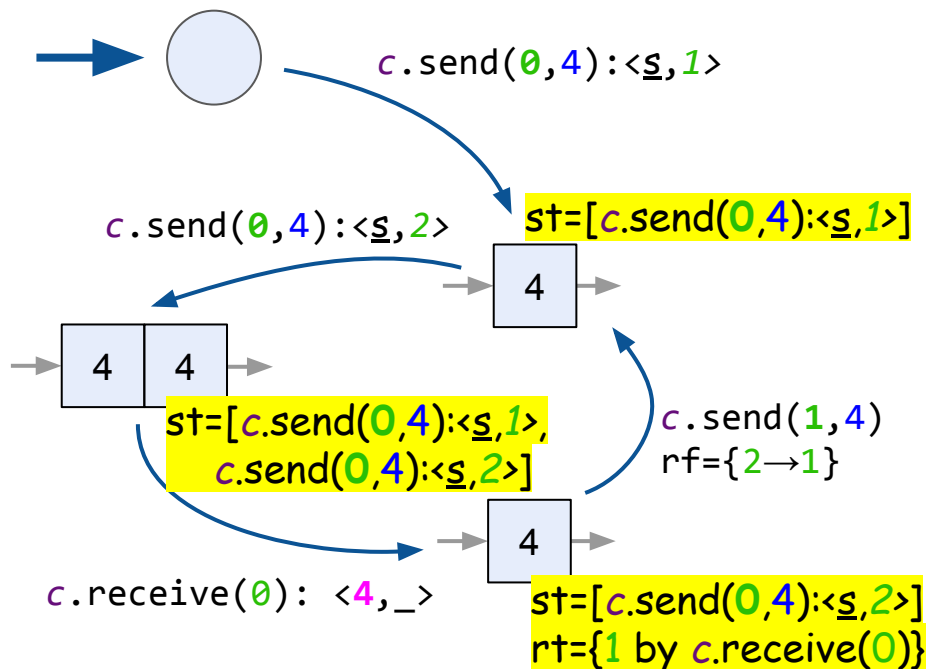 c.send(0,4):<s,1>
c.send(0,4):<s,2>
st=[c.send(0,4):<s,1>]
4
4 4
st=[c.send(0,4):<s,1>,
c.send(0,4):<s,2>]
c.send(1,4)
rf={2→1}
4
c.receive(0): <4,_>
st=[c.send(0,4):<s,2>]
rt={1 by c.receive(0)}